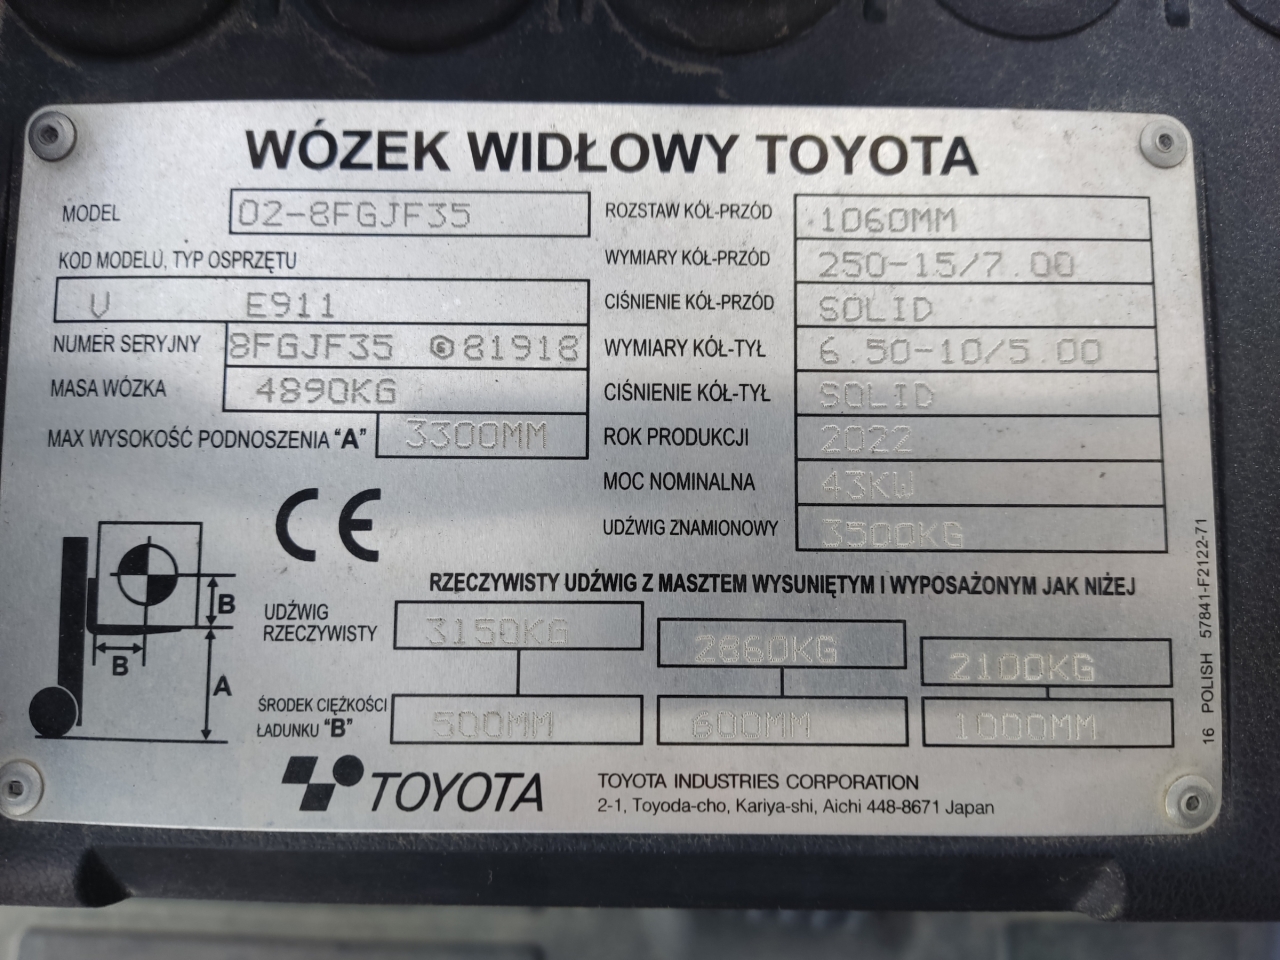 WÓZEK WIDŁOWY TOYOTA
MODEL 02-8FGJF35
KOD MODELU, TYP OSPRZĘTU
V E911
NUMER SERYJNY 8FGJF35 G81918
MASA WÓZKA 4890KG
MAX WYSOKOŚĆ PODNOSZENIA "A" 3300MM
ROZSTAW KÓŁ-PRZÓD 1060MM
WYMIARY KÓŁ-PRZÓD 250-15/7.00
CIŚNIENIE KÓŁ-PRZÓD SOLID
WYMIARY KÓŁ-TYŁ 6.50-10/5.00
CIŚNIENIE KÓŁ-TYŁ SOLID
ROK PRODUKCJI 2022
MOC NOMINALNA 43KW
UDŹWIG ZNAMIONOWY 3500KG
CE
B
B
A
RZECZYWISTY UDŹWIG Z MASZTEM WYSUNIĘTYM I WYPOSAŻONYM JAK NIŻEJ
UDŹWIG
RZECZYWISTY 3150KG 2860KG 2100KG
ŚRODEK CIĘŻKOŚCI
ŁADUNKU "B" 500MM 600MM 1000MM
TOYOTA
TOYOTA INDUSTRIES CORPORATION
2-1, Toyoda-cho, Kariya-shi, Aichi 448-8671 Japan
16 POLISH 57841-F2122-71